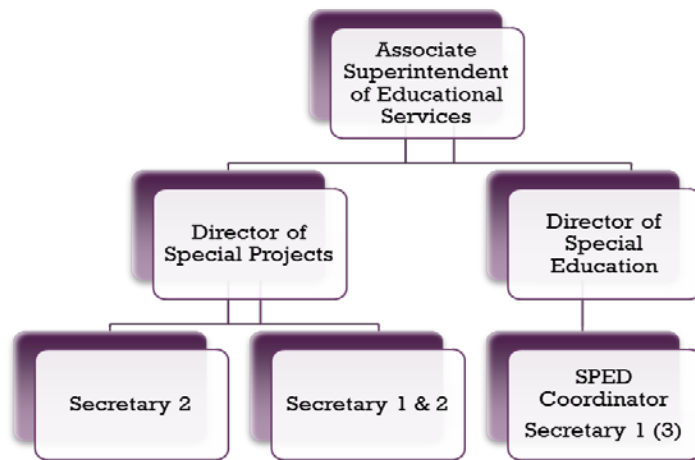 Associate
Superintendent
of Educational
Services
Director of
Special Projects
Director of
Special
Education
Secretary 2
Secretary 1 & 2
SPED
Coordinator
Secretary 1 (3)